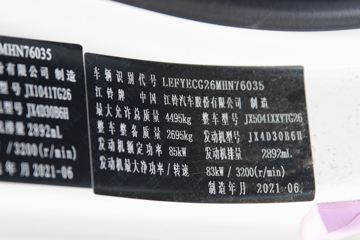 MHN76035
公司 制造
JX1041TG26
JX4D30B6H
2892mL
/3200(r/min)
2021-06
车辆识别代号 LEFYECG26MHN76035
江铃牌 中国 江铃汽车股份有限公司 制造
最大允许总质量 4495kg 整车型号 JX5041XXYTG26
整车整备质量 2695kg 发动机型号 JX4D30B6H
发动机额定功率 85kW 发动机排量 2892mL
发动机最大净功率/转速 83kW/3200(r/min)
制造年月 2021-06